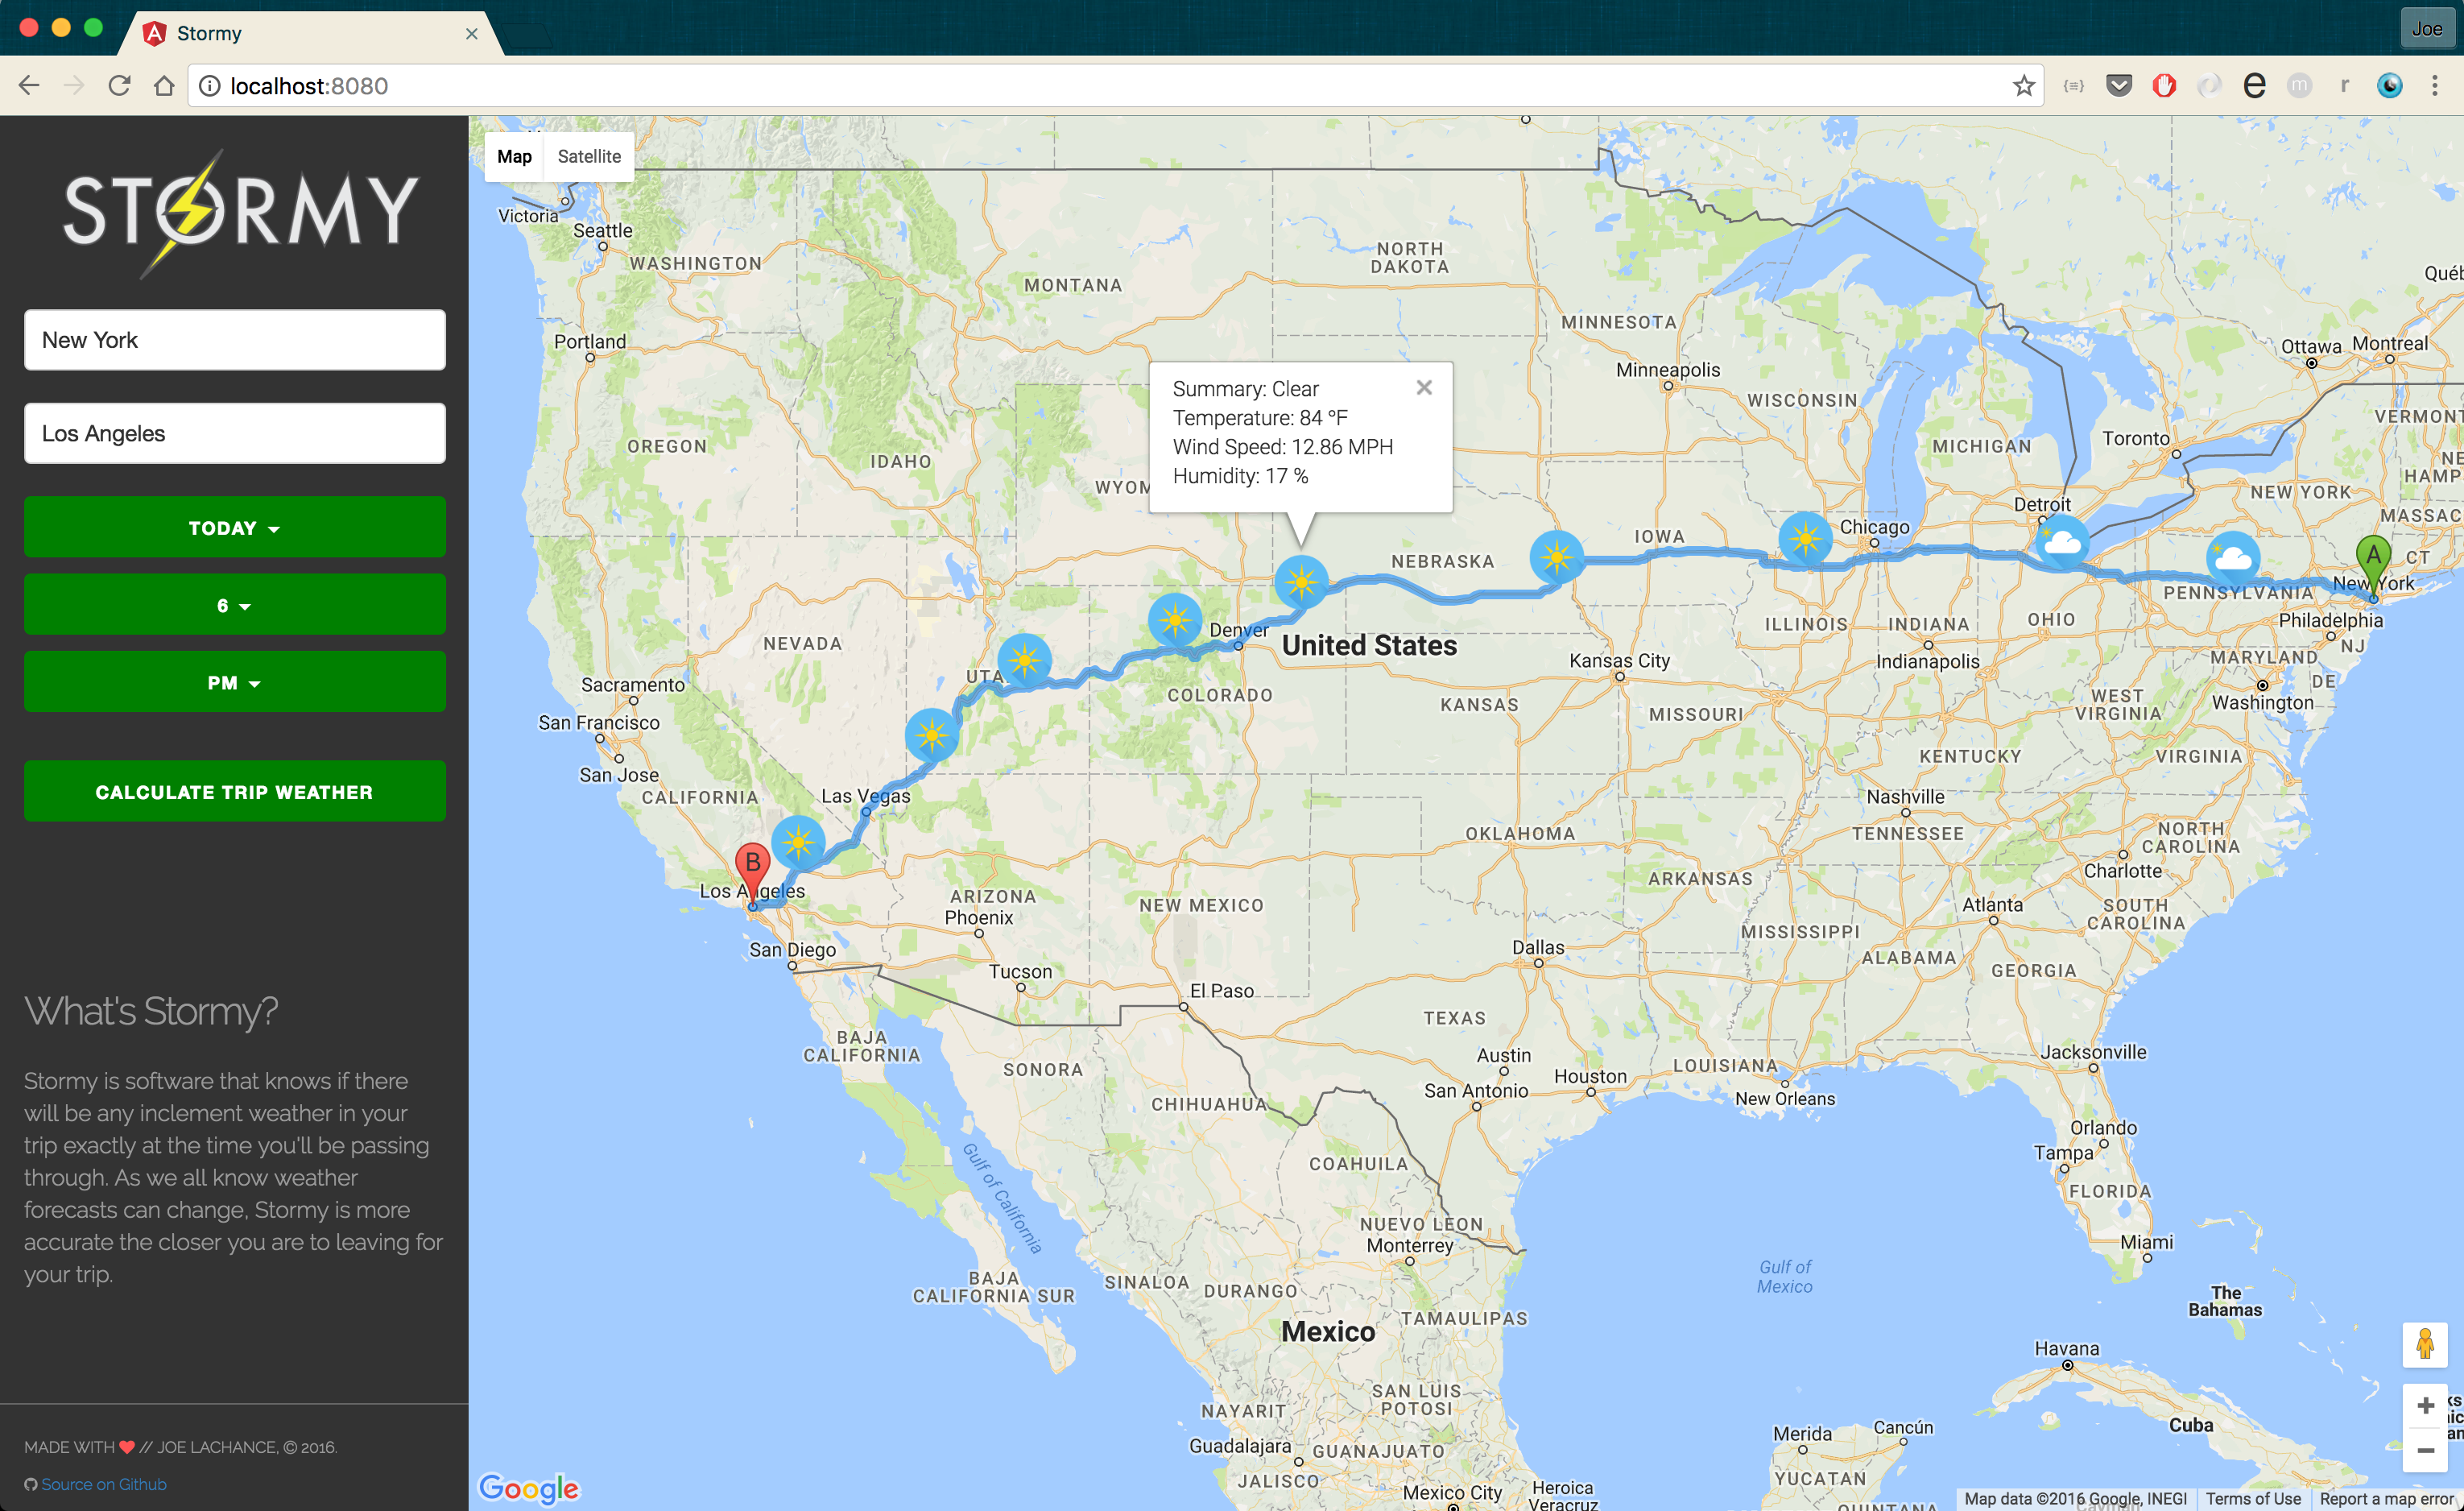 Stormy
Joe
localhost:8080
STORMY
New York
Los Angeles
TODAY
6
PM
CALCULATE TRIP WEATHER
What's Stormy?
Stormy is software that knows if there
will be any inclement weather in your
trip exactly at the time you'll be passing
through. As we all know weather
forecasts can change, Stormy is more
accurate the closer you are to leaving for
your trip.
MADE WITH ❤ // JOE LACHANCE, © 2016.
Source on Github
Map Satellite
Victoria
Seattle
WASHINGTON
MONTANA
NORTH
DAKOTA
MINNESOTA
Portland
Minneapolis
WISCONSIN
Ottawa
Montreal
VERMONT
OREGON
IDAHO
WYOM
Summary: Clear
Temperature: 84 °F
Wind Speed: 12.86 MPH
Humidity: 17 %
MICHIGAN
Toronto
NE
HAMP
NEW YORK
MASSAC
Detroit
Chicago
IOWA
NEBRASKA
CT
A
New York
PENNSYLVANIA
Philadelphia
NJ
ILLINOIS
INDIANA
OHIO
Denver
United States
NEVADA
UTA
Kansas City
Indianapolis
MARYLAND
DE
Sacramento
COLORADO
KANSAS
MISSOURI
WEST
VIRGINIA
Washington
San Francisco
San Jose
KENTUCKY
VIRGINIA
CALIFORNIA
Las Vegas
Nashville
TENNESSEE
OKLAHOMA
NORTH
CAROLINA
B
Los Angeles
ARIZONA
Phoenix
NEW MEXICO
ARKANSAS
Charlotte
Atlanta
SOUTH
CAROLINA
San Diego
Tucson
Dallas
MISSISSIPPI
ALABAMA
GEORGIA
El Paso
TEXAS
BAJA
CALIFORNIA
SONORA
Austin
San Antonio
Houston
LOUISIANA
New Orleans
Jacksonville
CHIHUAHUA
Orlando
Tampa
Gulf of California
COAHUILA
FLORIDA
NUEVO LEON
Monterrey
Miami
Gulf of
Mexico
BAJA
CALIFORNIA SUR
SINALOA
DURANGO
The
Bahamas
TAMAULIPAS
Mexico
Havana
SAN LUIS
POTOSI
NAYARIT
Cuba
Guadalajara
GUANAJUATO
Merida
Cancún
JALISCO
Mexico City
Heroica
Veracruz
YUCATAN
Google
Map data ©2016 Google, INEGI
Terms of Use
Report a map error